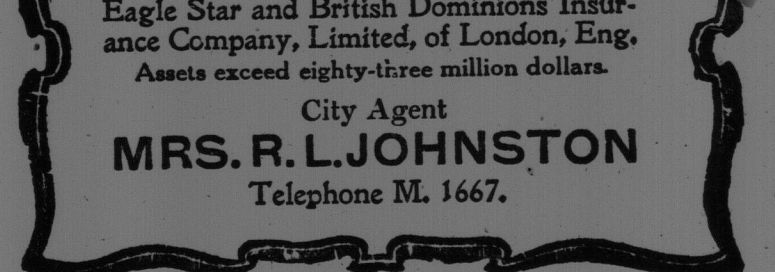 Eagle Star and British Dominions Insur-
ance Company, Limited, of London, Eng.
Assets exceed eighty-three million dollars.
City Agent
MRS. R. L. JOHNSTON
Telephone M. 1667.